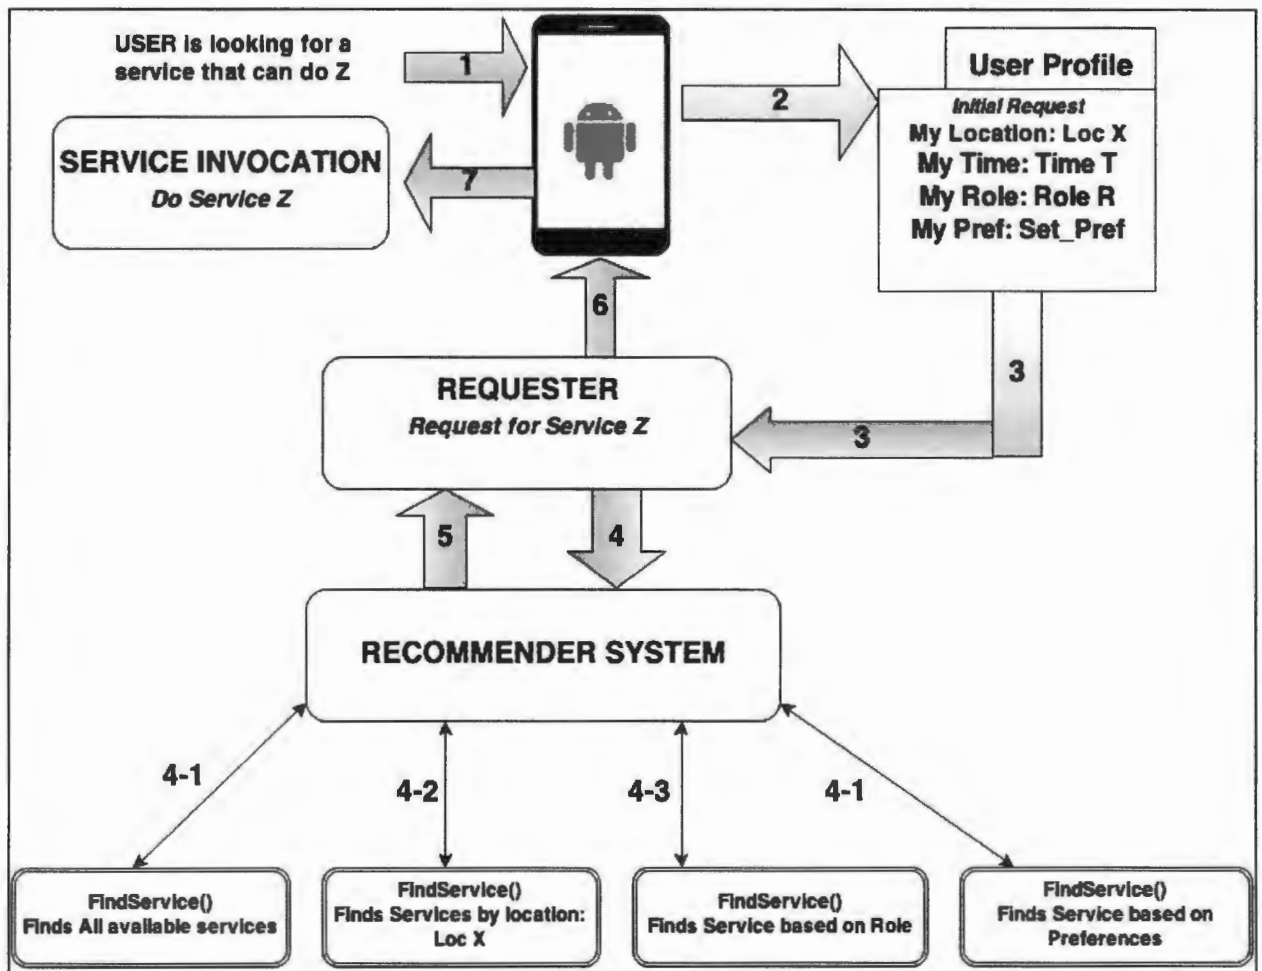 USER is looking for a
service that can do Z
1
2
User Profile
Initial Request
My Location: Loc X
My Time: Time T
My Role: Role R
My Pref: Set_Pref
SERVICE INVOCATION
Do Service Z
7
6
3
REQUESTER
Request for Service Z
3
5
4
RECOMMENDER SYSTEM
4-1
4-2
4-3
4-1
FindService()
Finds All available services
FindService()
Finds Services by location:
Loc X
FindService()
Finds Service based on Role
FindService()
Finds Service based on
Preferences